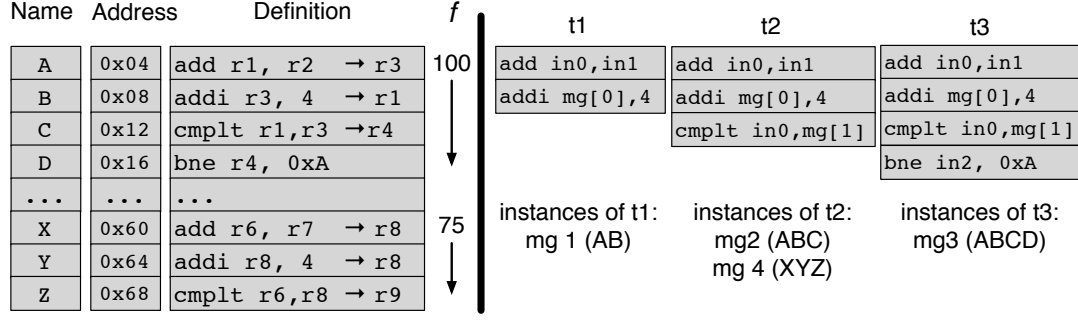 Name Address Definition f
A 0x04 add r1, r2 → r3 100
B 0x08 addi r3, 4 → r1
C 0x12 cmplt r1,r3 →r4
D 0x16 bne r4, 0xA
... ... ...
X 0x60 add r6, r7 → r8 75
Y 0x64 addi r8, 4 → r8
Z 0x68 cmplt r6,r8 → r9
t1
add in0,in1
addi mg[0],4
instances of t1:
mg 1 (AB)
t2
add in0,in1
addi mg[0],4
cmplt in0,mg[1]
instances of t2:
mg2 (ABC)
mg 4 (XYZ)
t3
add in0,in1
addi mg[0],4
cmplt in0,mg[1]
bne in2, 0xA
instances of t3:
mg3 (ABCD)